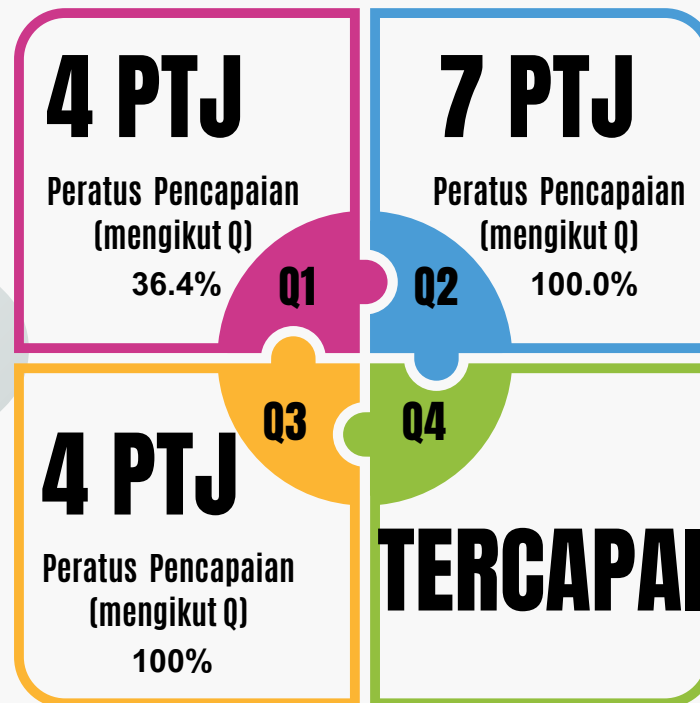 4 PTJ
Peratus Pencapaian
(mengikut Q)
36.4%
Q1
7 PTJ
Peratus Pencapaian
(mengikut Q)
100.0%
Q2
Q3
4 PTJ
Peratus Pencapaian
(mengikut Q)
100%
Q4
TERCAPAI